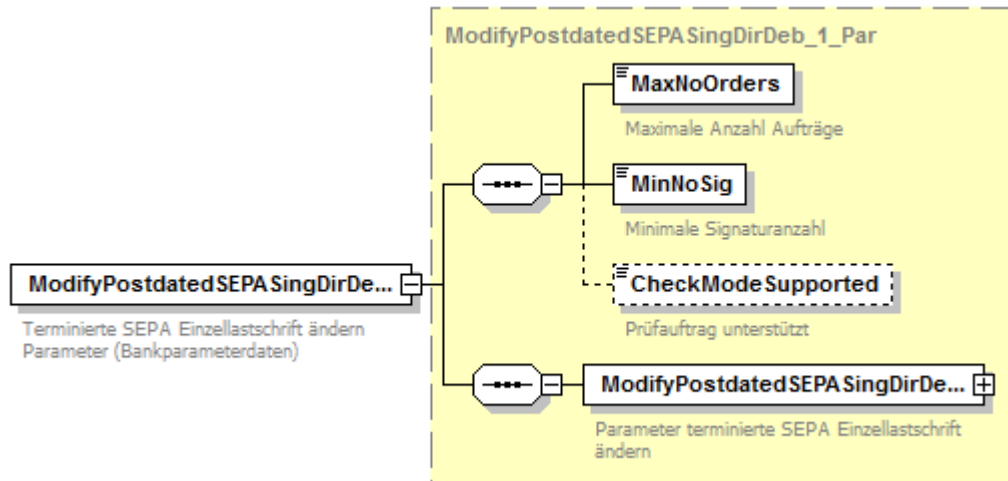 ModifyPostdatedSEPASingDirDeb_1_Par
MaxNoOrders
Maximale Anzahl Aufträge
MinNoSig
Minimale Signaturanzahl
ModifyPostdatedSEPASingDirDe...
Terminierte SEPA Einzellastschrift ändern
Parameter (Bankparameterdaten)
CheckModeSupported
Prüfauftrag unterstützt
ModifyPostdatedSEPASingDirDe...
Parameter terminierte SEPA Einzellastschrift
ändern